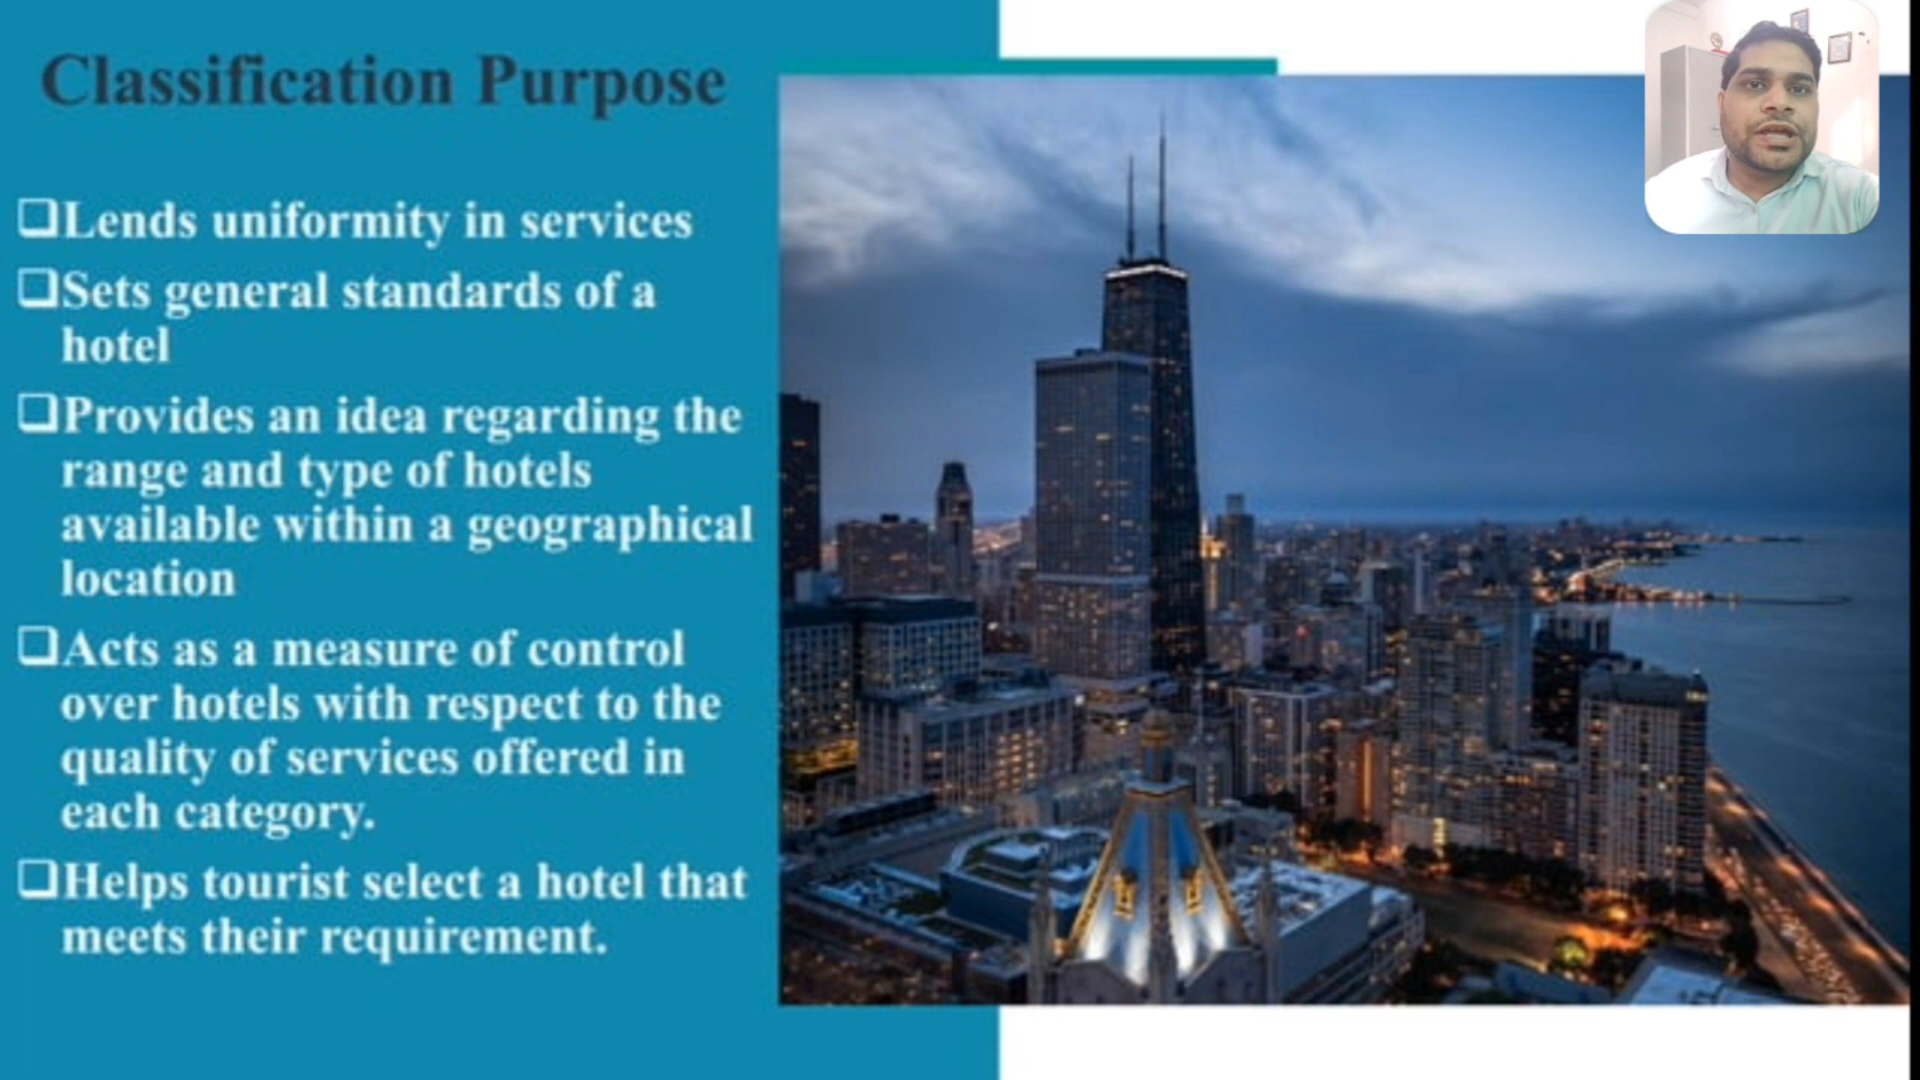 Classification Purpose
❑Lends uniformity in services
❑Sets general standards of a
hotel
❑Provides an idea regarding the
range and type of hotels
available within a geographical
location
❑Acts as a measure of control
over hotels with respect to the
quality of services offered in
each category.
❑Helps tourist select a hotel that
meets their requirement.